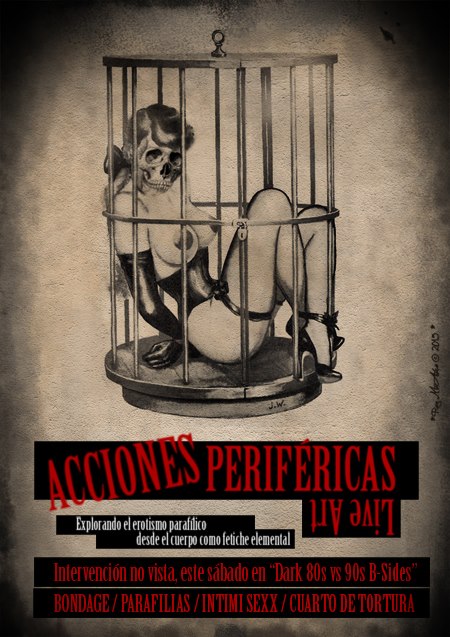 J.W.
© 2013
ACCIONES PERIFÉRICAS
Live Art
Explorando el erotismo parafílico
desde el cuerpo como fetiche elemental
Intervención no vista, este sábado en “Dark 80s vs 90s B-Sides”
BONDAGE / PARAFILIAS / INTIMI SEXX / CUARTO DE TORTURA